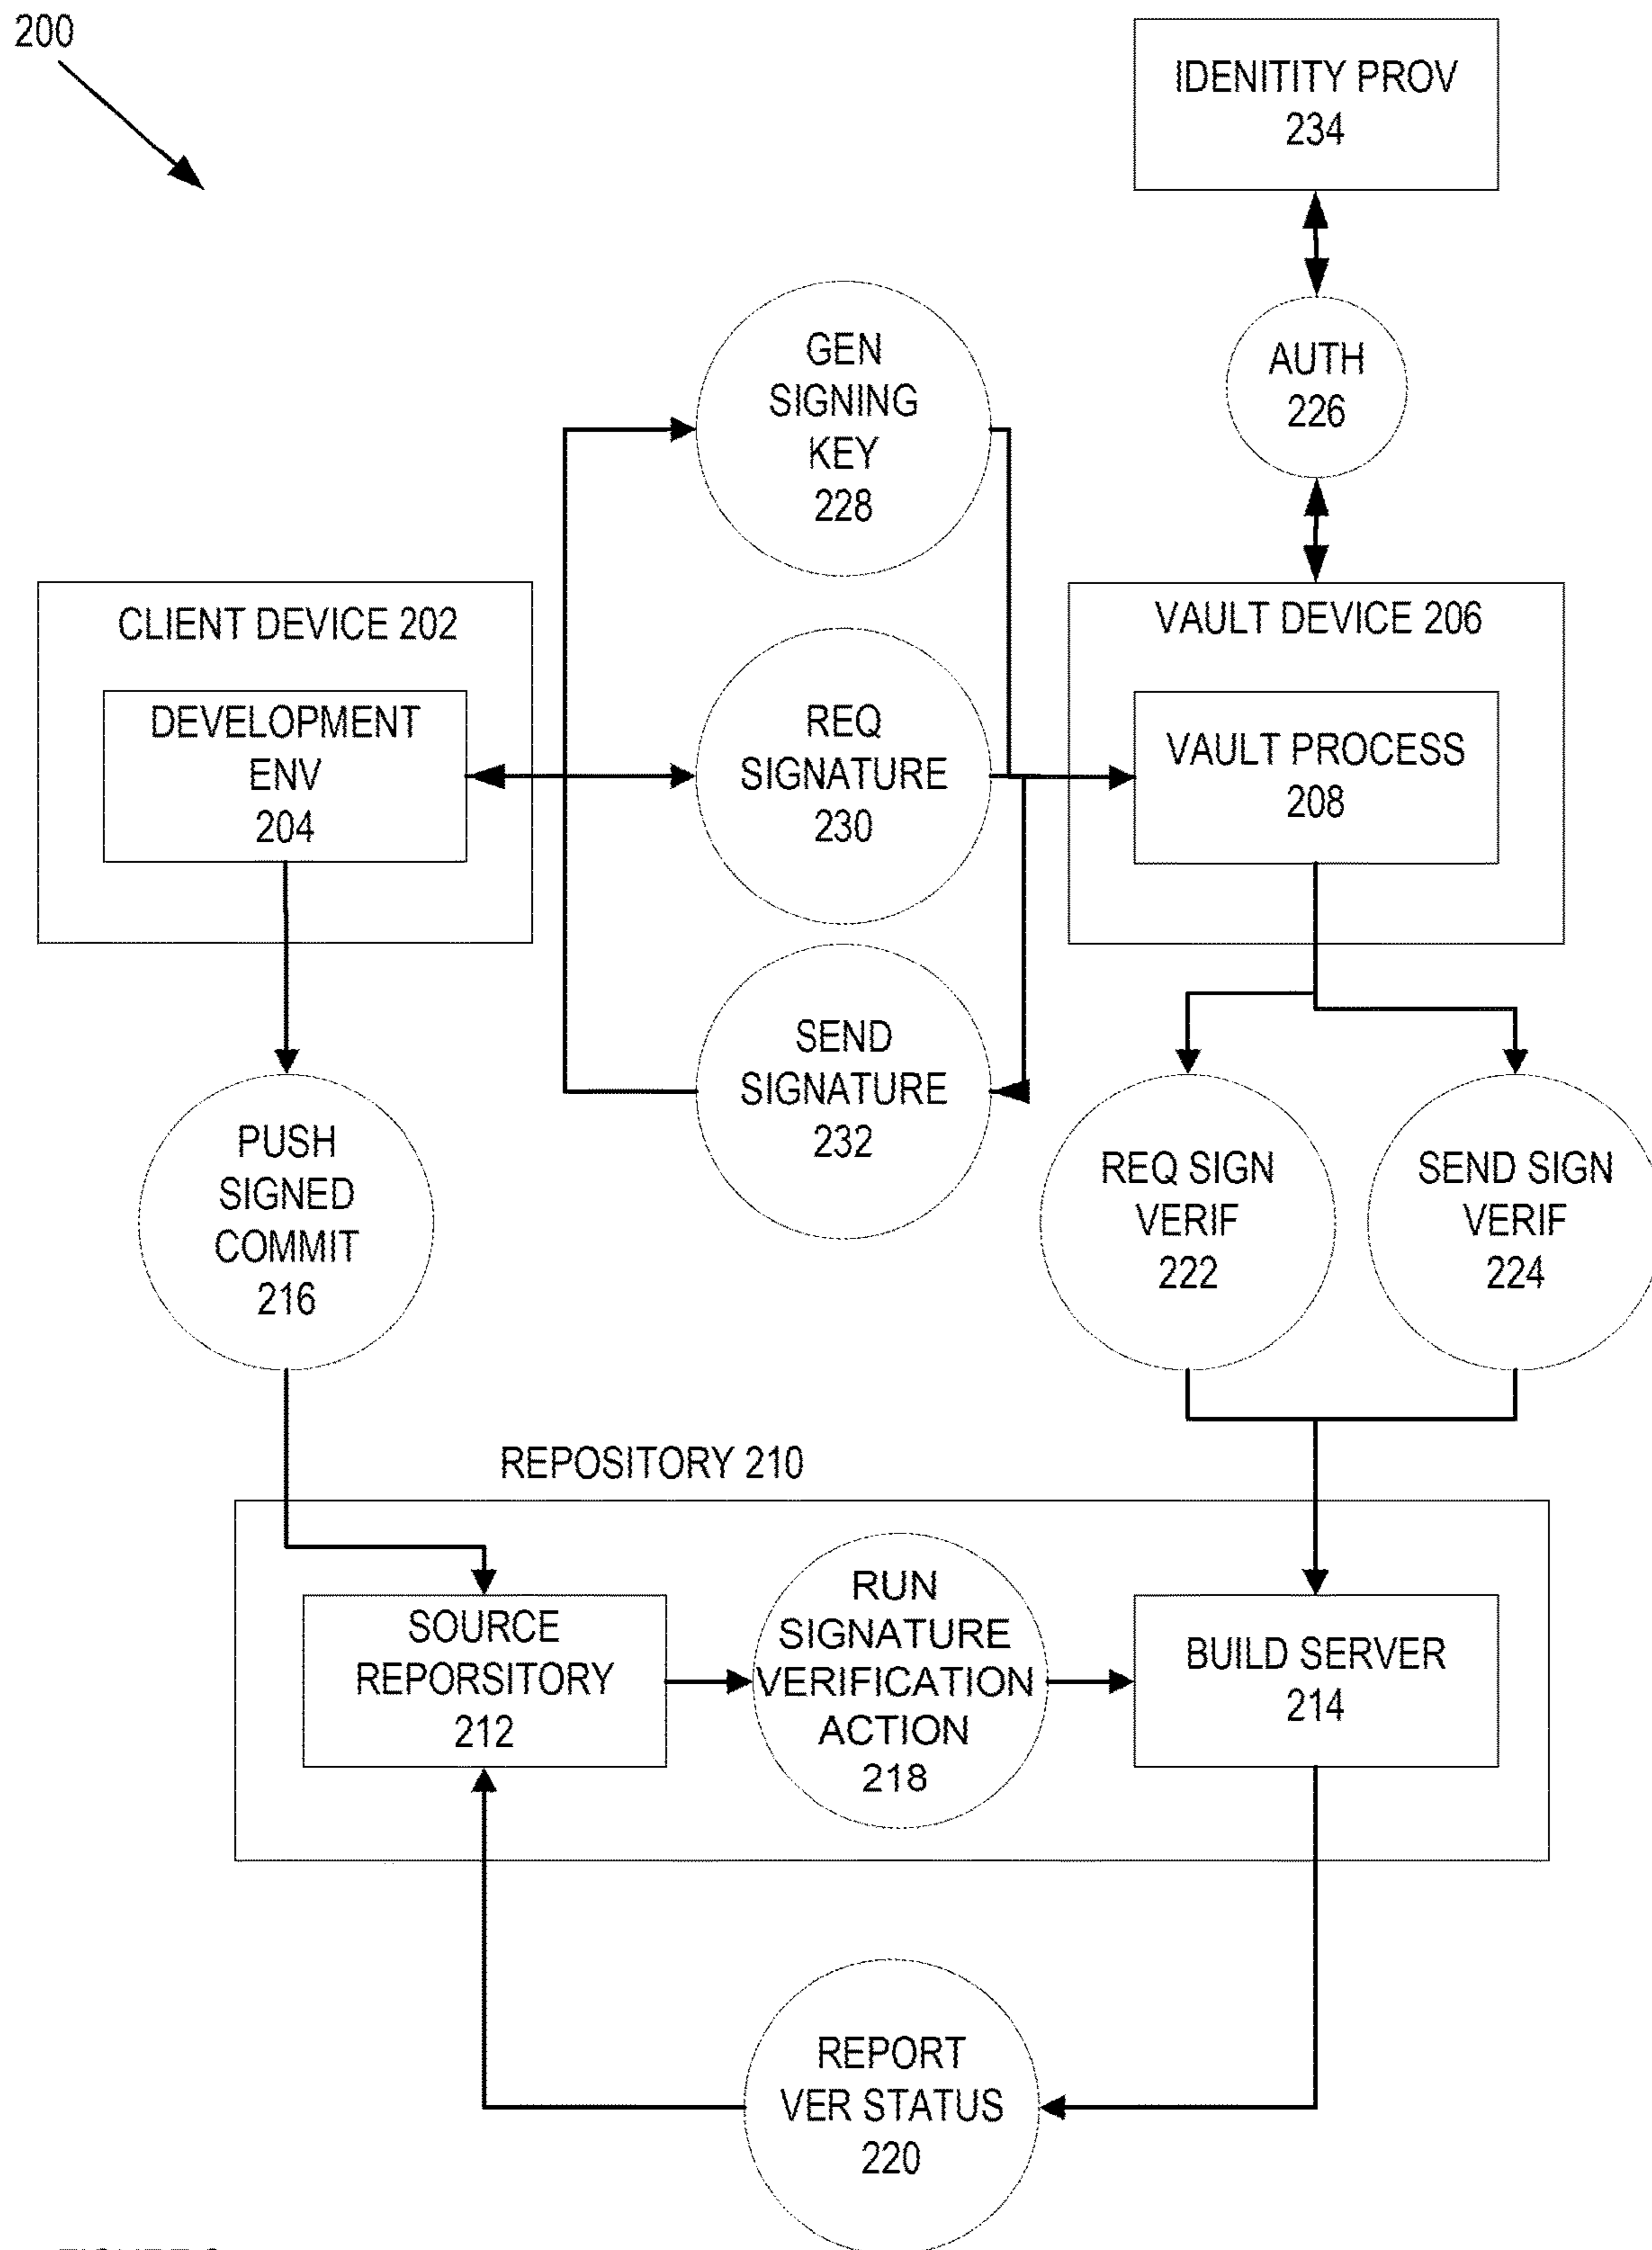 200
IDENITITY PROV
234
AUTH
226
GEN
SIGNING
KEY
228
CLIENT DEVICE 202
DEVELOPMENT
ENV
204
REQ
SIGNATURE
230
VAULT DEVICE 206
VAULT PROCESS
208
SEND
SIGNATURE
232
PUSH
SIGNED
COMMIT
216
REQ SIGN
VERIF
222
SEND SIGN
VERIF
224
REPOSITORY 210
SOURCE
REPORSITORY
212
RUN
SIGNATURE
VERIFICATION
ACTION
218
BUILD SERVER
214
REPORT
VER STATUS
220